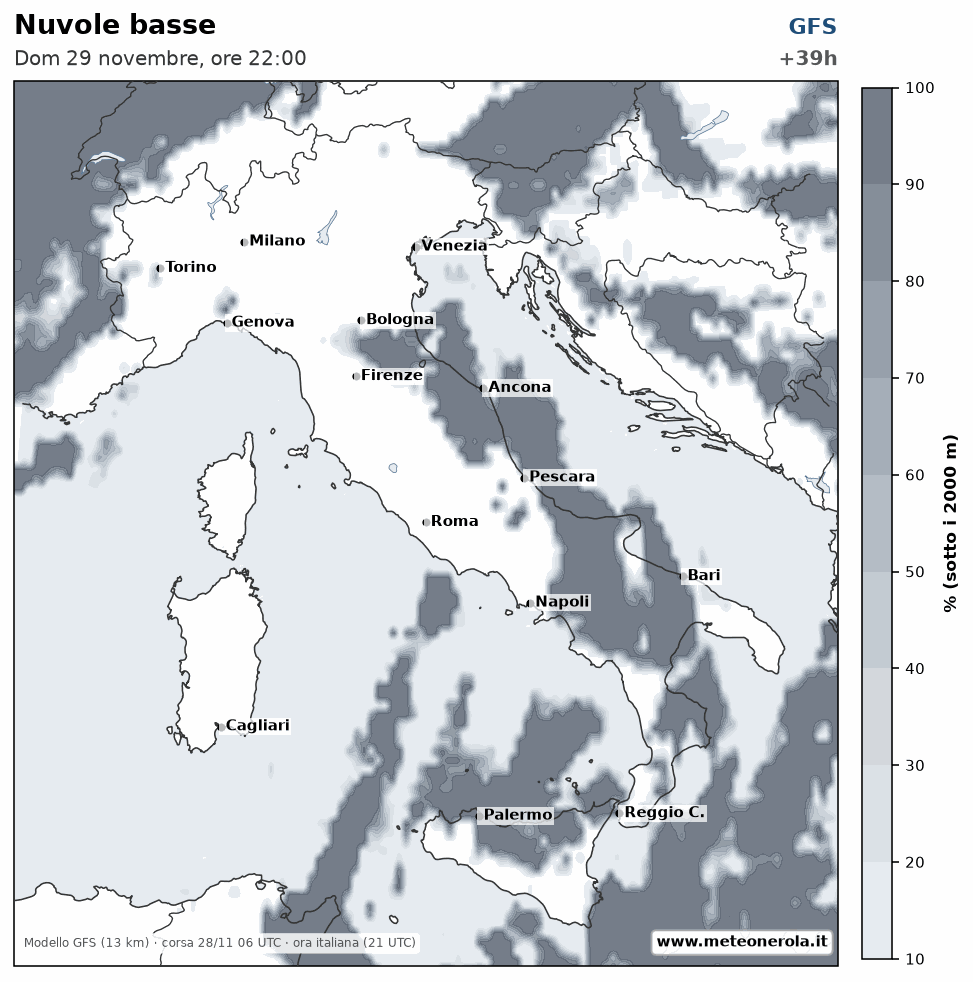 Nuvole basse
GFS
Dom 29 novembre, ore 22:00
+39h
Milano
Venezia
Torino
Genova
Bologna
Firenze
Ancona
Pescara
Roma
Bari
Napoli
Cagliari
Palermo
Reggio C.
Modello GFS (13 km) · corsa 28/11 06 UTC · ora italiana (21 UTC)
www.meteonerola.it
100
90
80
70
60
50
40
30
20
10
% (sotto i 2000 m)